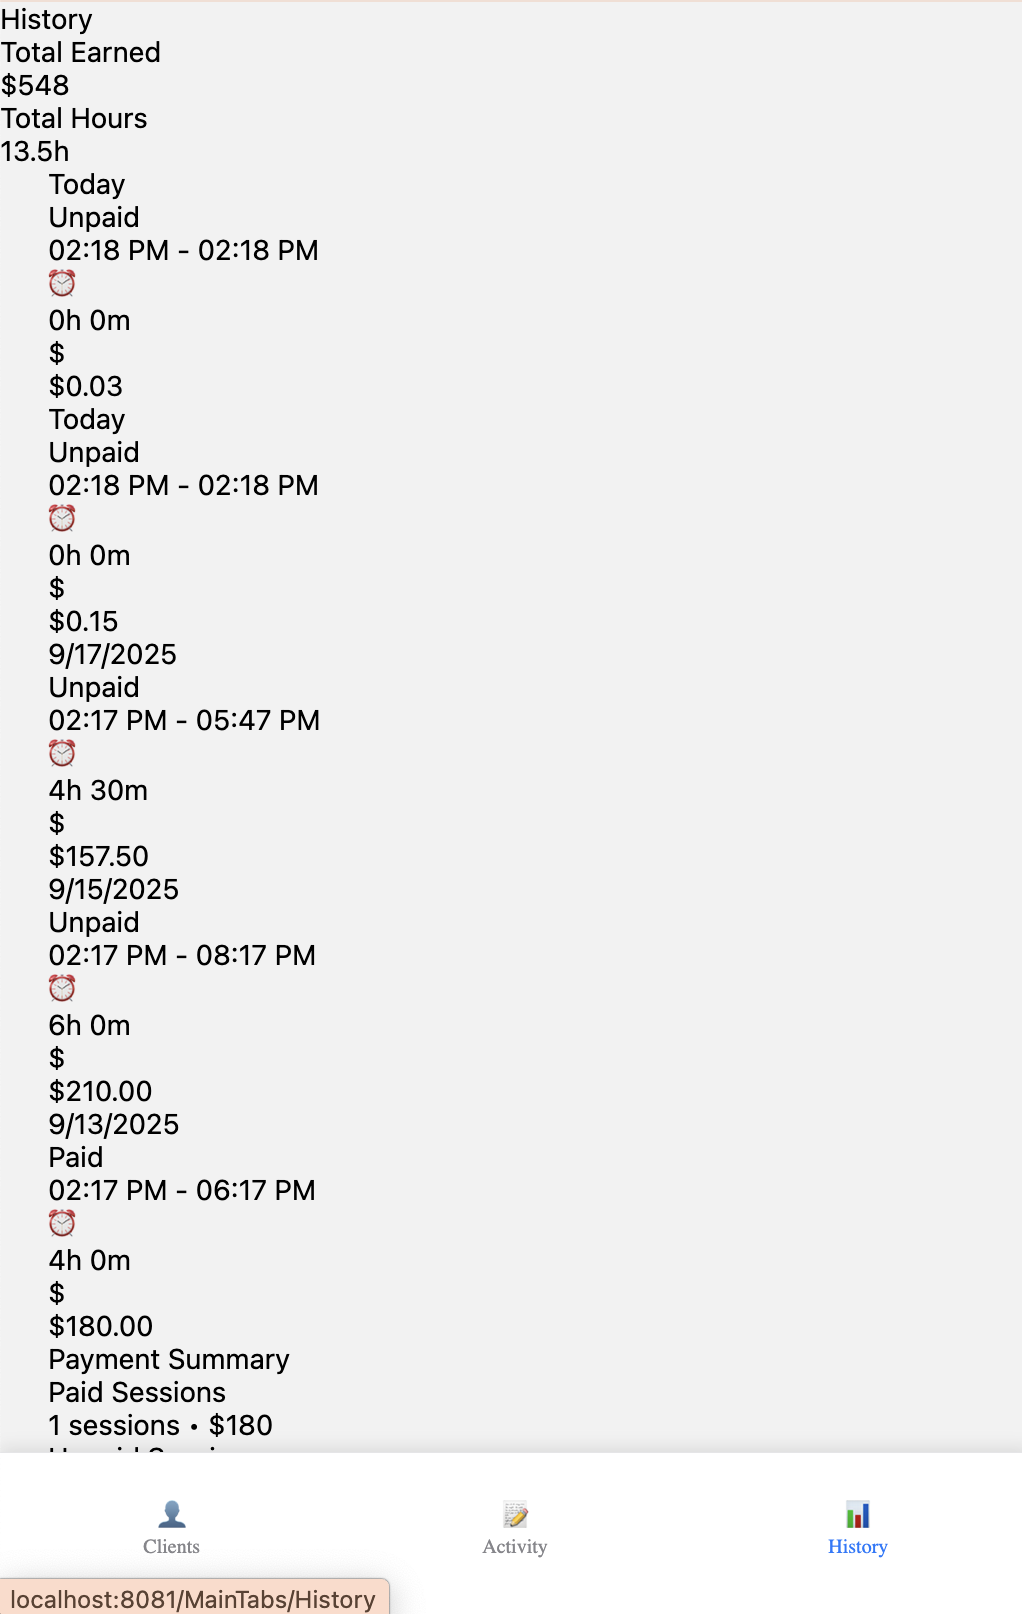 History
Total Earned
$548
Total Hours
13.5h
Today
Unpaid
02:18 PM - 02:18 PM
0h 0m
$
$0.03
Today
Unpaid
02:18 PM - 02:18 PM
0h 0m
$
$0.15
9/17/2025
Unpaid
02:17 PM - 05:47 PM
4h 30m
$
$157.50
9/15/2025
Unpaid
02:17 PM - 08:17 PM
6h 0m
$
$210.00
9/13/2025
Paid
02:17 PM - 06:17 PM
4h 0m
$
$180.00
Payment Summary
Paid Sessions
1 sessions • $180
Clients
Activity
History
localhost:8081/MainTabs/History